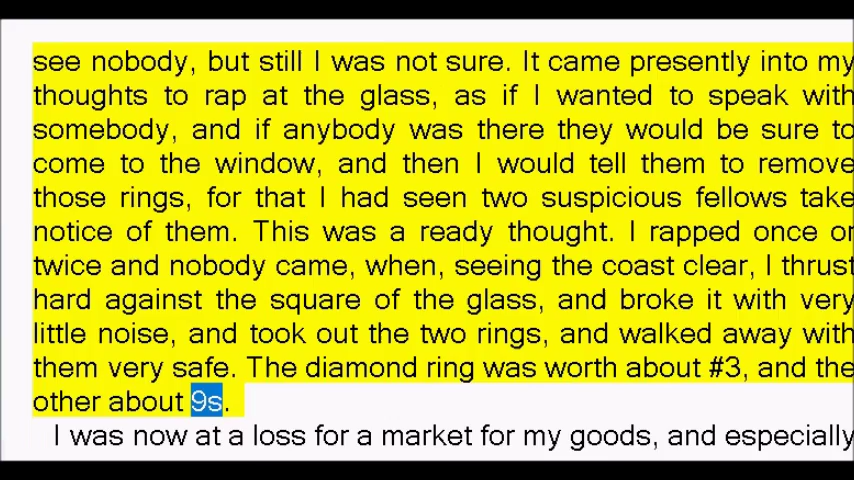 see nobody, but still I was not sure. It came presently into my
thoughts to rap at the glass, as if I wanted to speak with
somebody, and if anybody was there they would be sure to
come to the window, and then I would tell them to remove
those rings, for that I had seen two suspicious fellows take
notice of them. This was a ready thought. I rapped once or
twice and nobody came, when, seeing the coast clear, I thrust
hard against the square of the glass, and broke it with very
little noise, and took out the two rings, and walked away with
them very safe. The diamond ring was worth about #3, and the
other about 9s.
I was now at a loss for a market for my goods, and especially